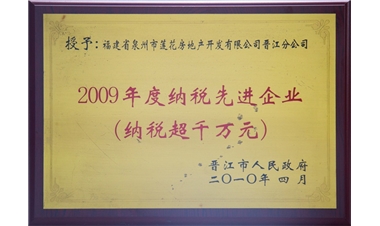 授予:福建省泉州市莲花房地产开发有限公司晋江分公司
2009年度纳税先进企业
(纳税超千万元)
晋江市人民政府
二〇一〇年 四 月